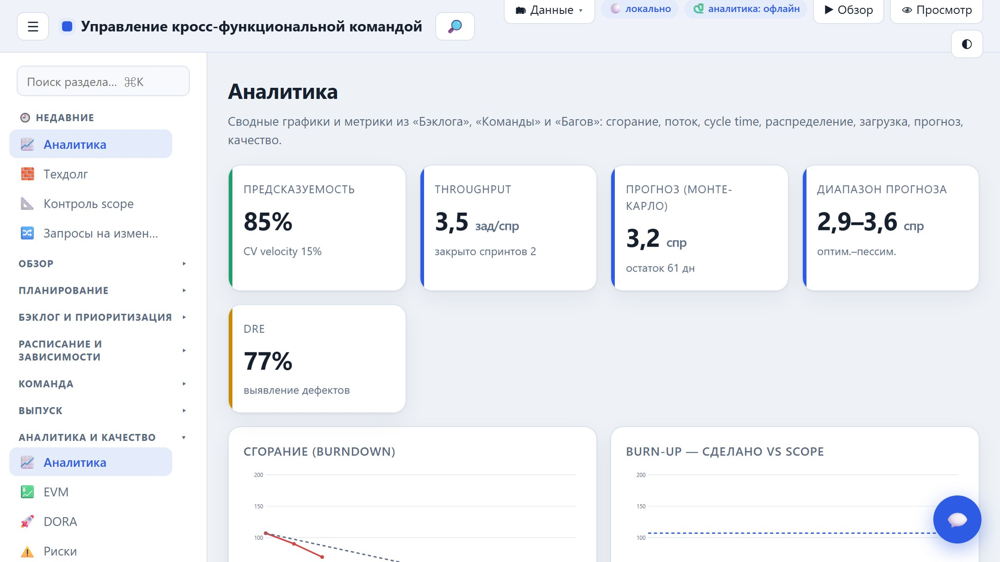 Управление кросс-функциональной командой
Данные
локально
аналитика: офлайн
Обзор
Просмотр
Поиск раздела... ⌘K
НЕДАВНИЕ
Аналитика
Техдолг
Контроль scope
Запросы на измен...
ОБЗОР
ПЛАНИРОВАНИЕ
БЭКЛОГ И ПРИОРИТИЗАЦИЯ
РАСПИСАНИЕ И
ЗАВИСИМОСТИ
КОМАНДА
ВЫПУСК
АНАЛИТИКА И КАЧЕСТВО
Аналитика
EVM
DORA
Риски
Аналитика
Сводные графики и метрики из «Бэклога», «Команды» и «Багов»: сгорание, поток, cycle time, распределение, загрузка, прогноз,
качество.
ПРЕДСКАЗУЕМОСТЬ
85%
CV velocity 15%
THROUGHPUT
3,5 зад/спр
закрыто спринтов 2
ПРОГНОЗ (МОНТЕ-
КАРЛО)
3,2 спр
остаток 61 дн
ДИАПАЗОН ПРОГНОЗА
2,9–3,6 спр
оптим.–пессим.
DRE
77%
выявление дефектов
СГОРАНИЕ (BURNDOWN)
200
150
100
BURN-UP — СДЕЛАНО VS SCOPE
200
150
100